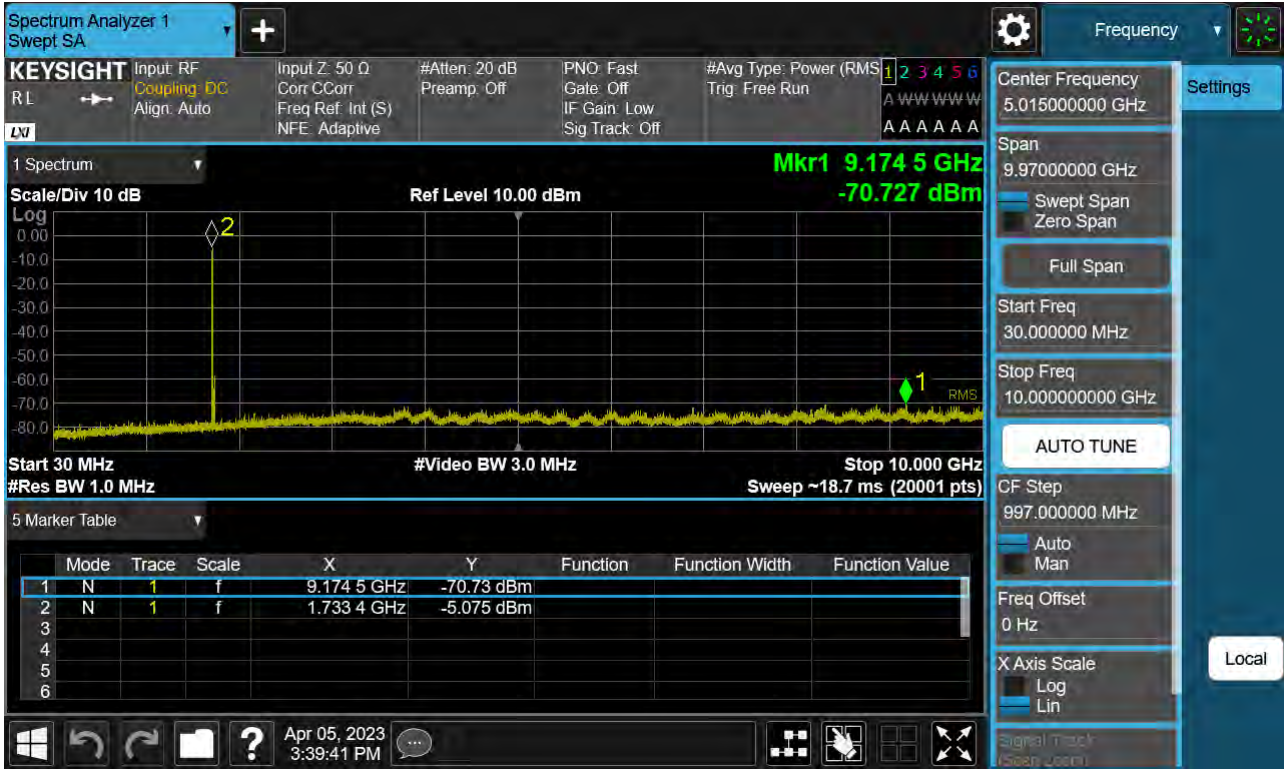 Spectrum Analyzer 1
Swept SA
Frequency
KEYSIGHT
RL
LXI
Input: RF
Coupling: DC
Align: Auto
Input Z: 50 Ω
Corr CCorr
Freq Ref: Int (S)
NFE: Adaptive
#Atten: 20 dB
Preamp: Off
PNO: Fast
Gate: Off
IF Gain: Low
Sig Track: Off
#Avg Type: Power (RMS
Trig: Free Run
1 2 3 4 5 6
A W W W W W
A A A A A A
Center Frequency
5.015000000 GHz
Settings
Span
9.97000000 GHz
Swept Span
Zero Span
Full Span
Start Freq
30.000000 MHz
Stop Freq
10.000000000 GHz
AUTO TUNE
CF Step
997.000000 MHz
Auto
Man
Freq Offset
0 Hz
X Axis Scale
Log
Lin
Signal Track
(Span Zoom)
Local
1 Spectrum
Scale/Div 10 dB
Ref Level 10.00 dBm
Mkr1 9.174 5 GHz
-70.727 dBm
Log
0.00
-10.0
-20.0
-30.0
-40.0
-50.0
-60.0
-70.0
-80.0
2
1
RMS
Start 30 MHz
#Video BW 3.0 MHz
Stop 10.000 GHz
#Res BW 1.0 MHz
Sweep ~18.7 ms (20001 pts)
5 Marker Table
Mode Trace Scale X Y Function Function Width Function Value
1 N 1 f 9.174 5 GHz -70.73 dBm
2 N 1 f 1.733 4 GHz -5.075 dBm
3
4
5
6
Apr 05, 2023
3:39:41 PM